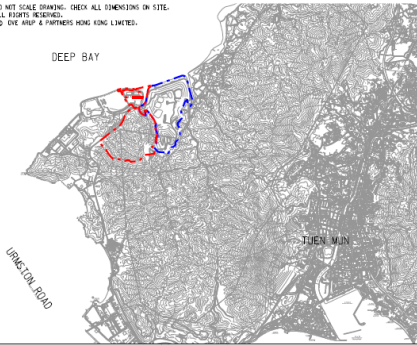 O NOT SCALE DRAWING. CHECK ALL DIMENSIONS ON SITE.
LL RIGHTS RESERVED.
OVE ARUP & PARTNERS HONG KONG LIMITED.
DEEP BAY
TUEN MUN
URMSTON ROAD